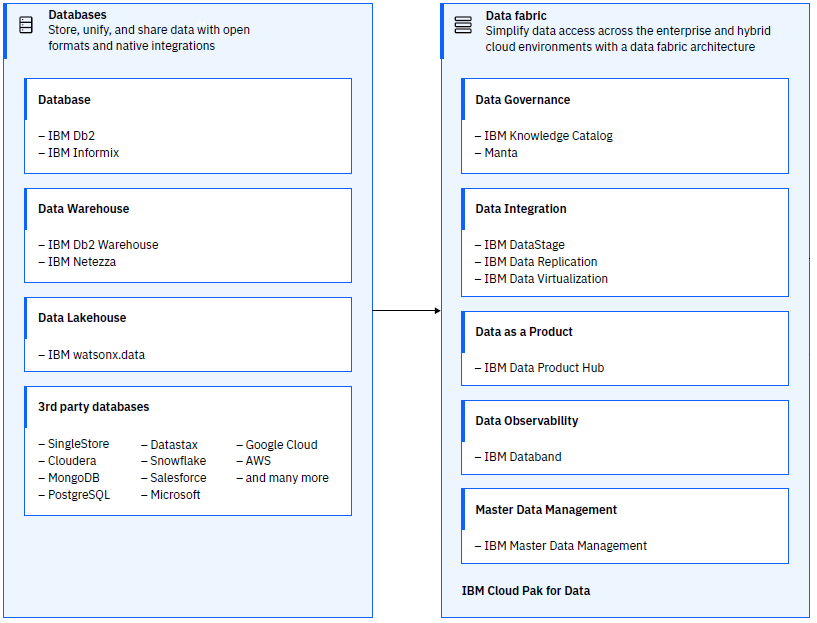 Databases
Store, unify, and share data with open
formats and native integrations
Database
– IBM Db2
– IBM Informix
Data Warehouse
– IBM Db2 Warehouse
– IBM Netezza
Data Lakehouse
– IBM watsonx.data
3rd party databases
– SingleStore
– Cloudera
– MongoDB
– PostgreSQL
– Datastax
– Snowflake
– Salesforce
– Microsoft
– Google Cloud
– AWS
– and many more
Data fabric
Simplify data access across the enterprise and hybrid
cloud environments with a data fabric architecture
Data Governance
– IBM Knowledge Catalog
– Manta
Data Integration
– IBM DataStage
– IBM Data Replication
– IBM Data Virtualization
Data as a Product
– IBM Data Product Hub
Data Observability
– IBM Databand
Master Data Management
– IBM Master Data Management
IBM Cloud Pak for Data